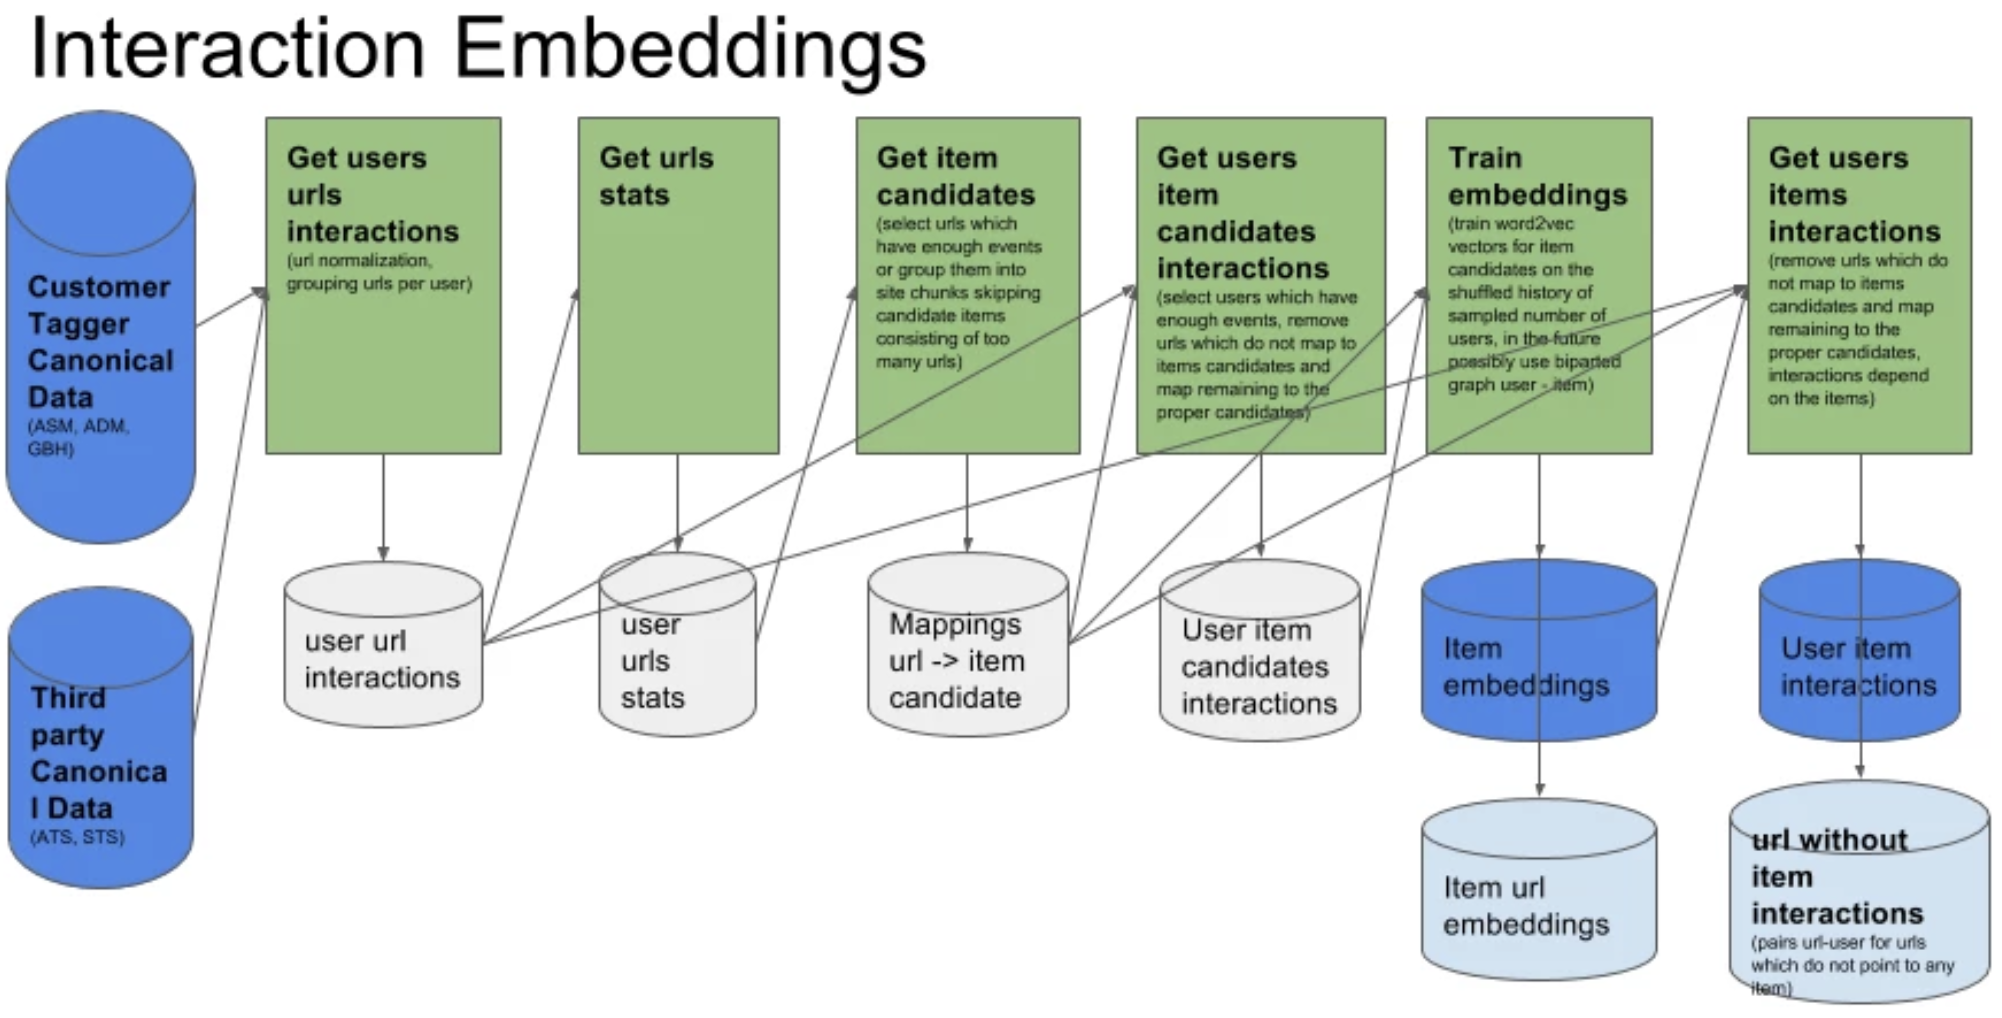 Interaction Embeddings
Customer
Tagger
Canonical
Data
(ASM, ADM,
GBH)
Third
party
Canonica
l Data
(ATS, STS)
Get users
urls
interactions
(url normalization,
grouping urls per user)
user url
interactions
Get urls
stats
user
urls
stats
Get item
candidates
(select urls which
have enough events
or group them into
site chunks skipping
candidate items
consisting of too
many urls)
Mappings
url -> item
candidate
Get users
item
candidates
interactions
(select users which have
enough events, remove
urls which do not map to
items candidates and
map remaining to the
proper candidates)
User item
candidates
interactions
Train
embeddings
(train word2vec
vectors for item
candidates on the
shuffled history of
sampled number of
users, in the future
possibly use biparted
graph user - item)
Item
embeddings
Item url
embeddings
Get users
items
interactions
(remove urls which do
not map to items
candidates and map
remaining to the
proper candidates,
interactions depend
on the items)
User item
interactions
url without
item
interactions
(pairs url-user for urls
which do not point to any
item)